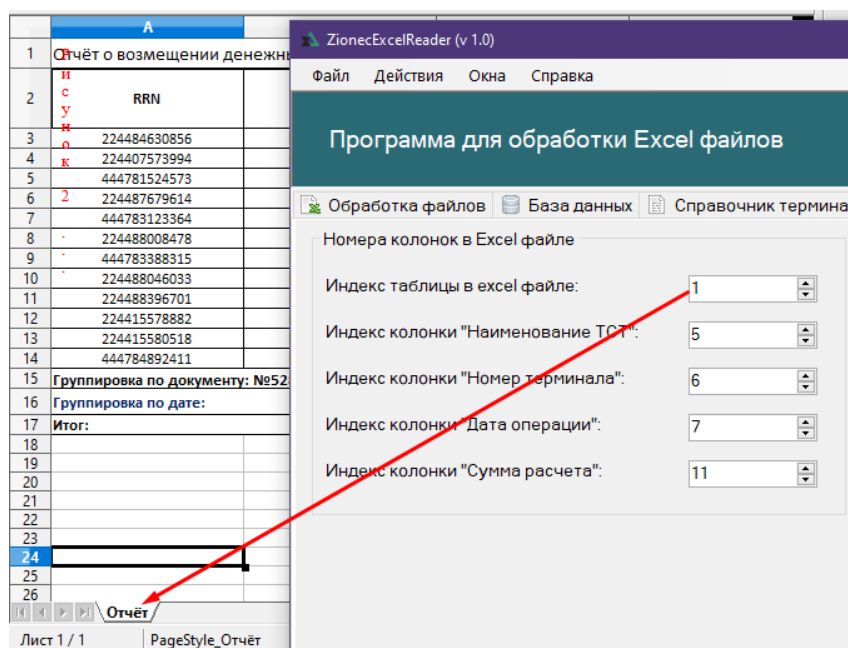 A
1 Отчёт о возмещении денежны
2 RRN
3 224484630856
4 224407573994
5 444781524573
6 224487679614
7 444783123364
8 224488008478
9 444783388315
10 224488046033
11 224488396701
12 224415578882
13 224415580518
14 444784892411
15 Группировка по документу: №528
16 Группировка по дате:
17 Итог:
18
19
20
21
22
23
24
25
26
Рисунок 2 ...
Отчёт
Лист 1 / 1 PageStyle_Отчёт
ZionecExcelReader (v 1.0)
Файл Действия Окна Справка
Программа для обработки Excel файлов
Обработка файлов База данных Справочник термина
Номера колонок в Excel файле
Индекс таблицы в excel файле: 1
Индекс колонки "Наименование ТСТ": 5
Индекс колонки "Номер терминала": 6
Индекс колонки "Дата операции": 7
Индекс колонки "Сумма расчета": 11